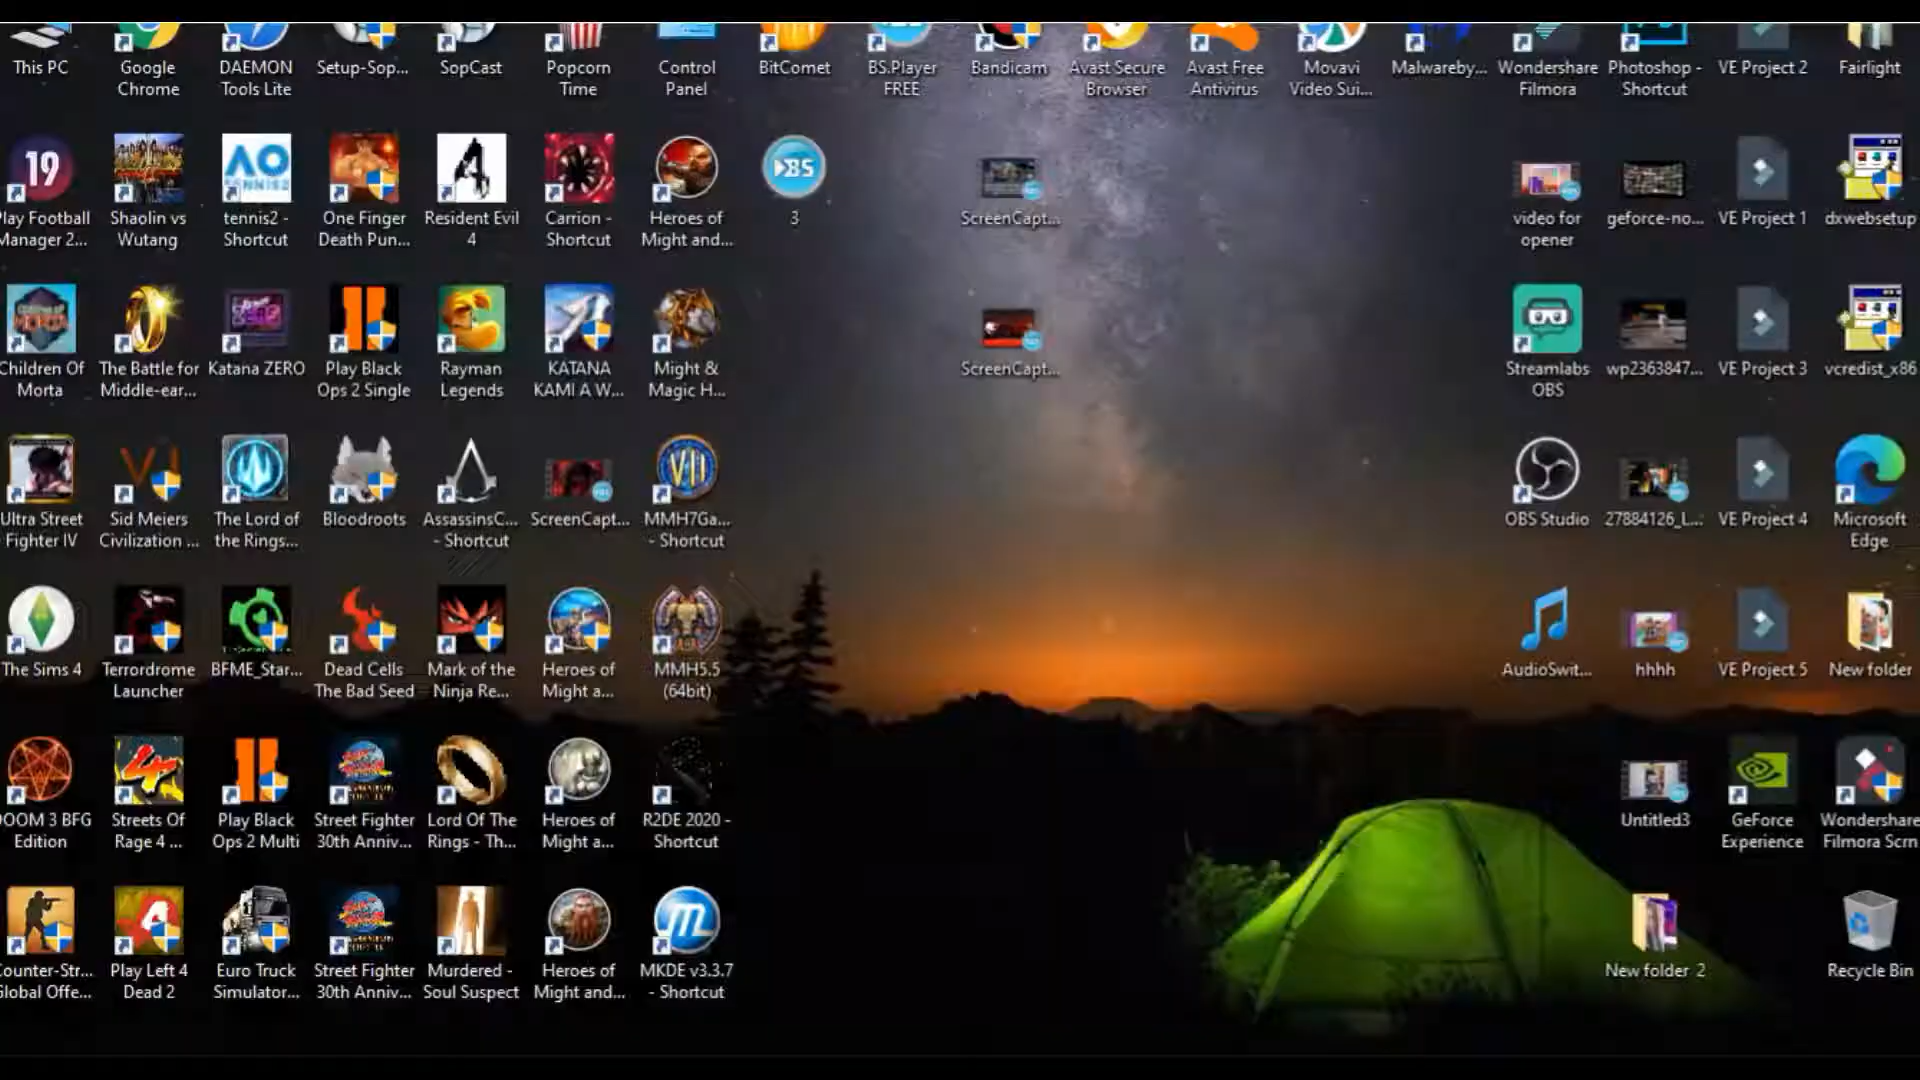 This PC
Google
Chrome
DAEMON
Tools Lite
Setup-Sop...
SopCast
Popcorn
Time
Control
Panel
BitComet
BS.Player
FREE
Bandicam
Avast Secure
Browser
Avast Free
Antivirus
Movavi
Video Sui...
Malwareby...
Wondershare
Filmora
Photoshop -
Shortcut
VE Project 2
Fairlight
19
lay Football
Manager 2...
Shaolin vs
Wutang
AO
tennis2 -
Shortcut
One Finger
Death Pun...
4
Resident Evil
4
Carrion -
Shortcut
Heroes of
Might and...
BS
3
ScreenCapt...
video for
opener
geforce-no...
VE Project 1
dxwebsetup
Children Of
Morta
The Battle for
Middle-ear...
Katana ZERO
Play Black
Ops 2 Single
Rayman
Legends
KATANA
KAMI A W...
Might &
Magic H...
ScreenCapt...
Streamlabs
OBS
wp2363847...
VE Project 3
vcredist_x86
Ultra Street
Fighter IV
VI
Sid Meiers
Civilization ...
The Lord of
the Rings...
Bloodroots
AssassinsC...
- Shortcut
ScreenCapt...
VII
MMH7Ga...
- Shortcut
OBS Studio
27884126_L...
VE Project 4
Microsoft
Edge
The Sims 4
Terrordrome
Launcher
BFME_Star...
Dead Cells
The Bad Seed
Mark of the
Ninja Re...
Heroes of
Might a...
MMH5.5
(64bit)
AudioSwit...
hhhh
VE Project 5
New folder
OOM 3 BFG
Edition
4
Streets Of
Rage 4 ...
Play Black
Ops 2 Multi
Street Fighter
30th Anniv...
Lord Of The
Rings - Th...
Heroes of
Might a...
R2DE 2020 -
Shortcut
Untitled3
GeForce
Experience
Wondershare
Filmora Scrn
ounter-Str...
lobal Offe...
Play Left 4
Dead 2
Euro Truck
Simulator...
Street Fighter
30th Anniv...
Murdered -
Soul Suspect
Heroes of
Might and...
MKDE v3.3.7
- Shortcut
New folder 2
Recycle Bin